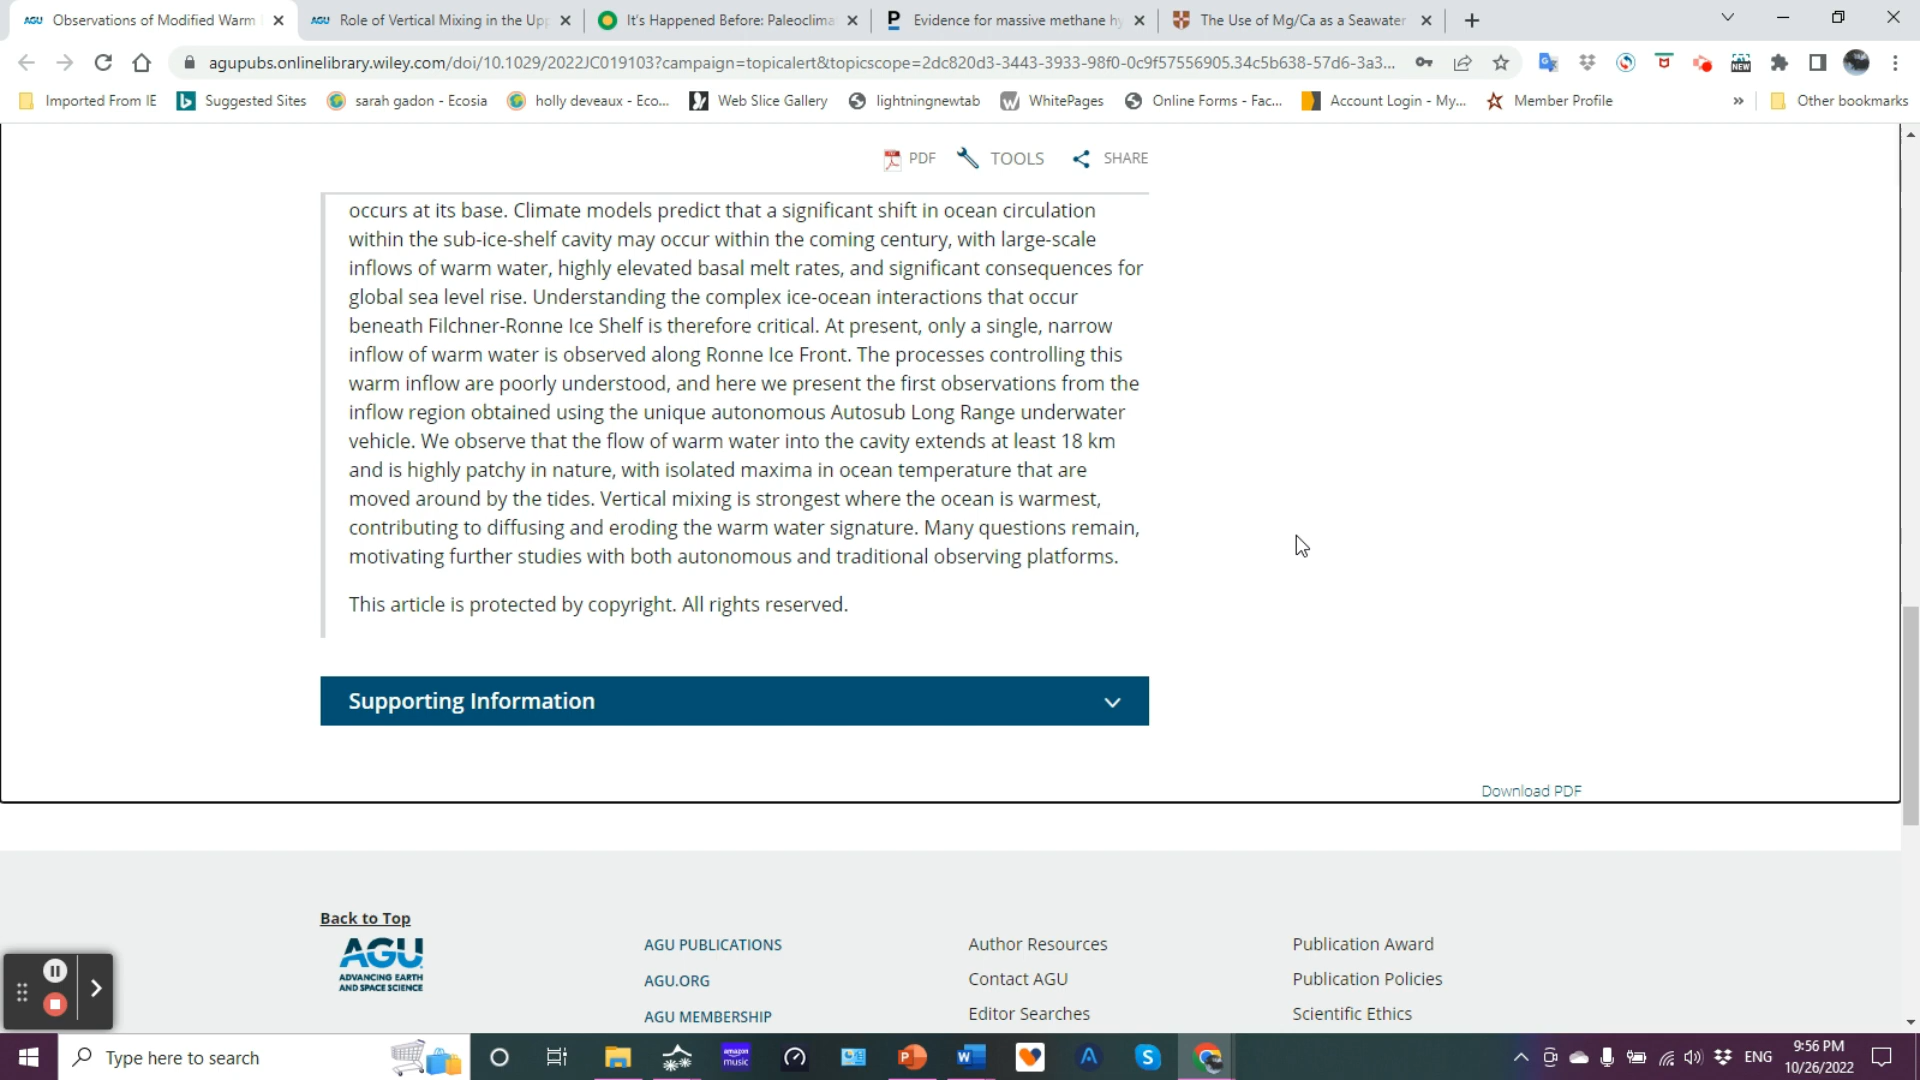 Observations of Modified Warm
Role of Vertical Mixing in the Upp
It's Happened Before: Paleoclima
Evidence for massive methane hy
The Use of Mg/Ca as a Seawater
agupubs.onlinelibrary.wiley.com/doi/10.1029/2022JC019103?campaign=topicalert&topicscope=2dc820d3-3443-3933-98f0-0c9f57556905.34c5b638-57d6-3a3...
Imported From IE
Suggested Sites
sarah gadon - Ecosia
holly deveaux - Eco...
Web Slice Gallery
lightningnewtab
WhitePages
Online Forms - Fac...
Account Login - My...
Member Profile
»
Other bookmarks
PDF
TOOLS
SHARE
occurs at its base. Climate models predict that a significant shift in ocean circulation
within the sub-ice-shelf cavity may occur within the coming century, with large-scale
inflows of warm water, highly elevated basal melt rates, and significant consequences for
global sea level rise. Understanding the complex ice-ocean interactions that occur
beneath Filchner-Ronne Ice Shelf is therefore critical. At present, only a single, narrow
inflow of warm water is observed along Ronne Ice Front. The processes controlling this
warm inflow are poorly understood, and here we present the first observations from the
inflow region obtained using the unique autonomous Autosub Long Range underwater
vehicle. We observe that the flow of warm water into the cavity extends at least 18 km
and is highly patchy in nature, with isolated maxima in ocean temperature that are
moved around by the tides. Vertical mixing is strongest where the ocean is warmest,
contributing to diffusing and eroding the warm water signature. Many questions remain,
motivating further studies with both autonomous and traditional observing platforms.
This article is protected by copyright. All rights reserved.
Supporting Information
Download PDF
Back to Top
AGU
ADVANCING EARTH
AND SPACE SCIENCE
AGU PUBLICATIONS
AGU.ORG
AGU MEMBERSHIP
Author Resources
Contact AGU
Editor Searches
Publication Award
Publication Policies
Scientific Ethics
Type here to search
amazon
music
ENG
9:56 PM
10/26/2022